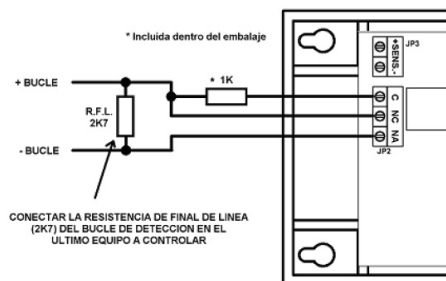 * Incluida dentro del embalaje
+ BUCLE
* 1K
R.F.L.
2K7
- BUCLE
CONECTAR LA RESISTENCIA DE FINAL DE LINEA
(2K7) DEL BUCLE DE DETECCION EN EL
ULTIMO EQUIPO A CONTROLAR
JP3
+SENS.-
C
NC
NA
JP2